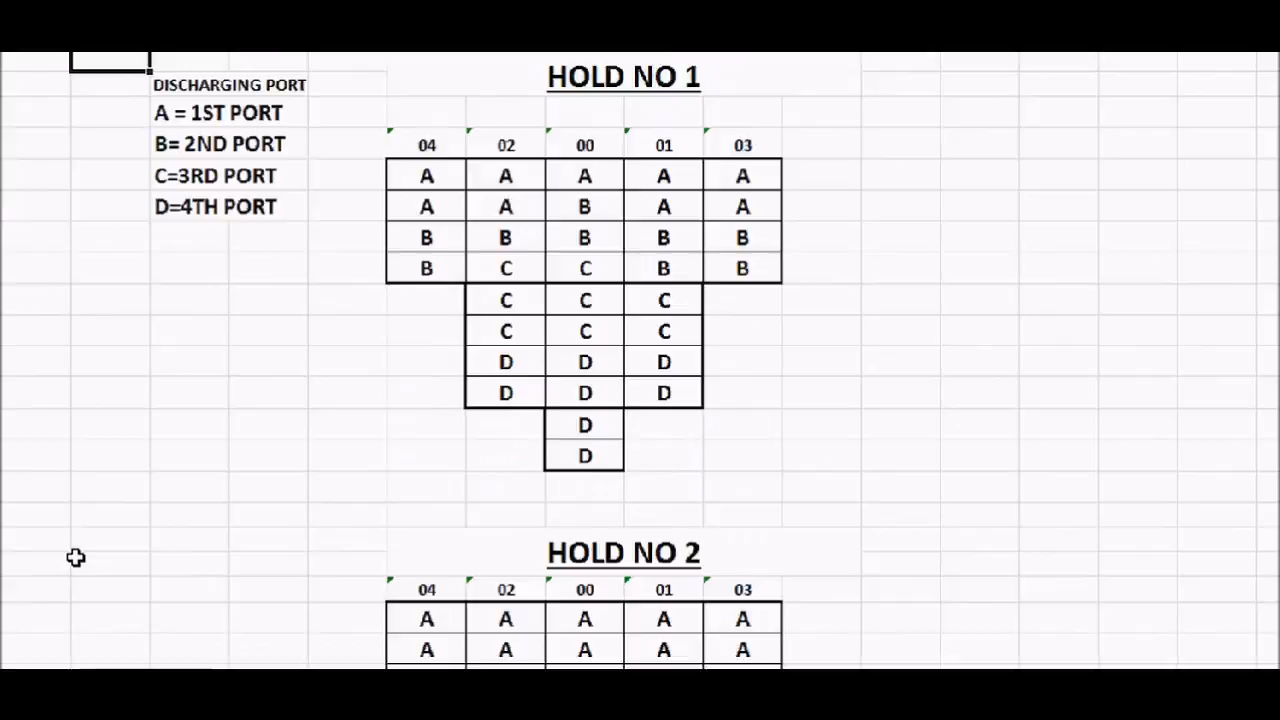 HOLD NO 1
DISCHARGING PORT
A = 1ST PORT
B= 2ND PORT
C=3RD PORT
D=4TH PORT
04 02 00 01 03
A A A A A
A A B A A
B B B B B
B C C B B
C C C
C C C
D D D
D D D
D
D
HOLD NO 2
04 02 00 01 03
A A A A A
A A A A A